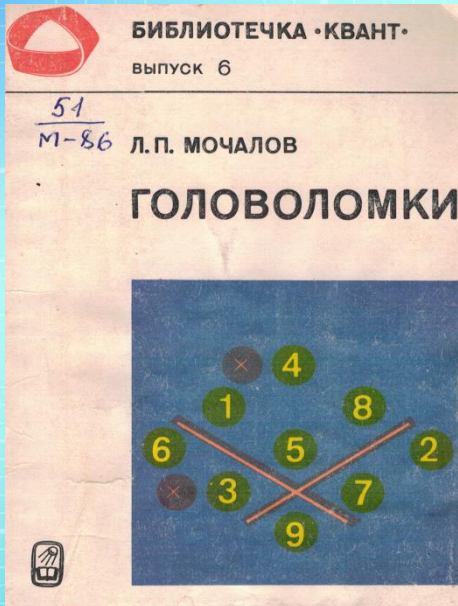 БИБЛИОТЕЧКА •КВАНТ•
ВЫПУСК 6
51
М-86
Л.П. МОЧАЛОВ
ГОЛОВОЛОМКИ
4
1 8
6 5 2
3 7
9